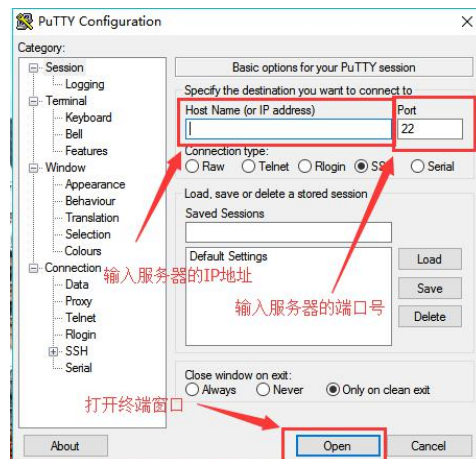 PuTTY Configuration
Category:
Session
Logging
Terminal
Keyboard
Bell
Features
Window
Appearance
Behaviour
Translation
Selection
Colours
Connection
Data
Proxy
Telnet
Rlogin
SSH
Serial
Basic options for your PuTTY session
Specify the destination you want to connect to
Host Name (or IP address) Port
22
Connection type:
Raw Telnet Rlogin Serial
Load, save or delete a stored session
Saved Sessions
Default Settings
Load
Save
Delete
输入服务器的IP地址
输入服务器的端口号
Close window on exit:
Always Never Only on clean exit
打开终端窗口
About Open Cancel